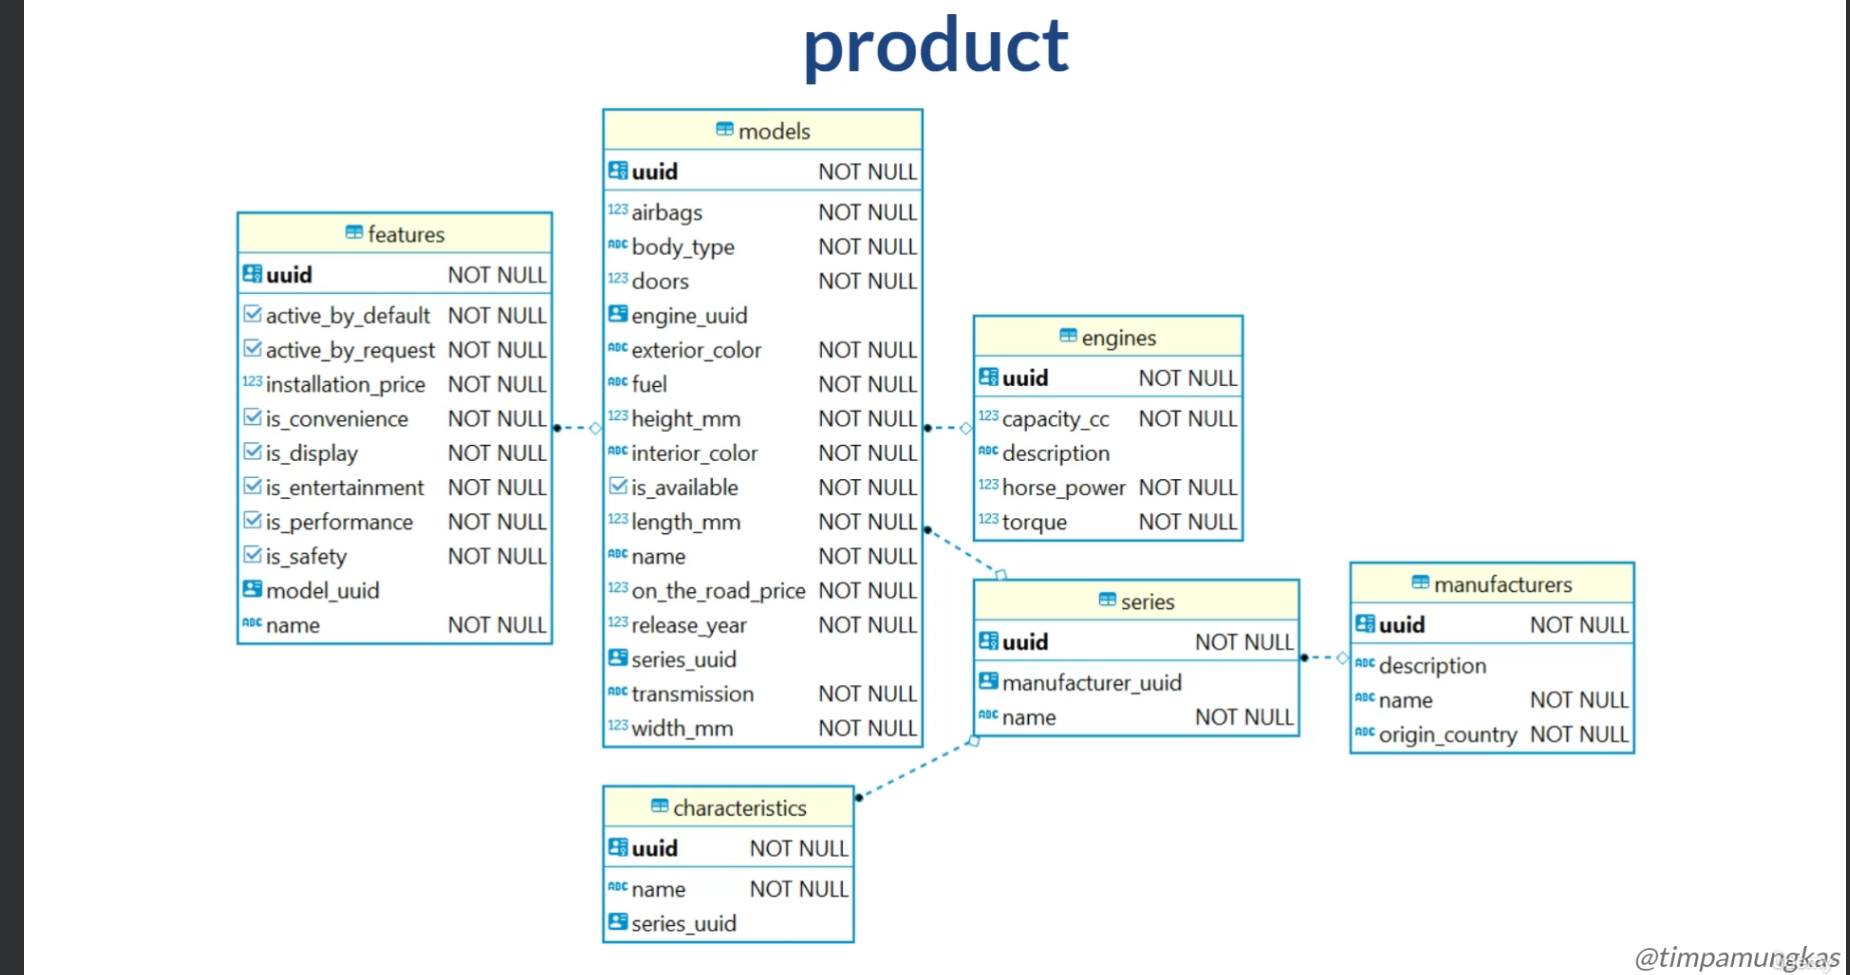 product
features
uuid NOT NULL
active_by_default NOT NULL
active_by_request NOT NULL
123 installation_price NOT NULL
is_convenience NOT NULL
is_display NOT NULL
is_entertainment NOT NULL
is_performance NOT NULL
is_safety NOT NULL
model_uuid
ABC name NOT NULL
models
uuid NOT NULL
123 airbags NOT NULL
ABC body_type NOT NULL
123 doors NOT NULL
engine_uuid
ABC exterior_color NOT NULL
ABC fuel NOT NULL
123 height_mm NOT NULL
ABC interior_color NOT NULL
is_available NOT NULL
123 length_mm NOT NULL
ABC name NOT NULL
123 on_the_road_price NOT NULL
123 release_year NOT NULL
series_uuid
ABC transmission NOT NULL
123 width_mm NOT NULL
engines
uuid NOT NULL
123 capacity_cc NOT NULL
ABC description
123 horse_power NOT NULL
123 torque NOT NULL
series
uuid NOT NULL
manufacturer_uuid
ABC name NOT NULL
manufacturers
uuid NOT NULL
ABC description
ABC name NOT NULL
ABC origin_country NOT NULL
characteristics
uuid NOT NULL
ABC name NOT NULL
series_uuid
@timpamungkas